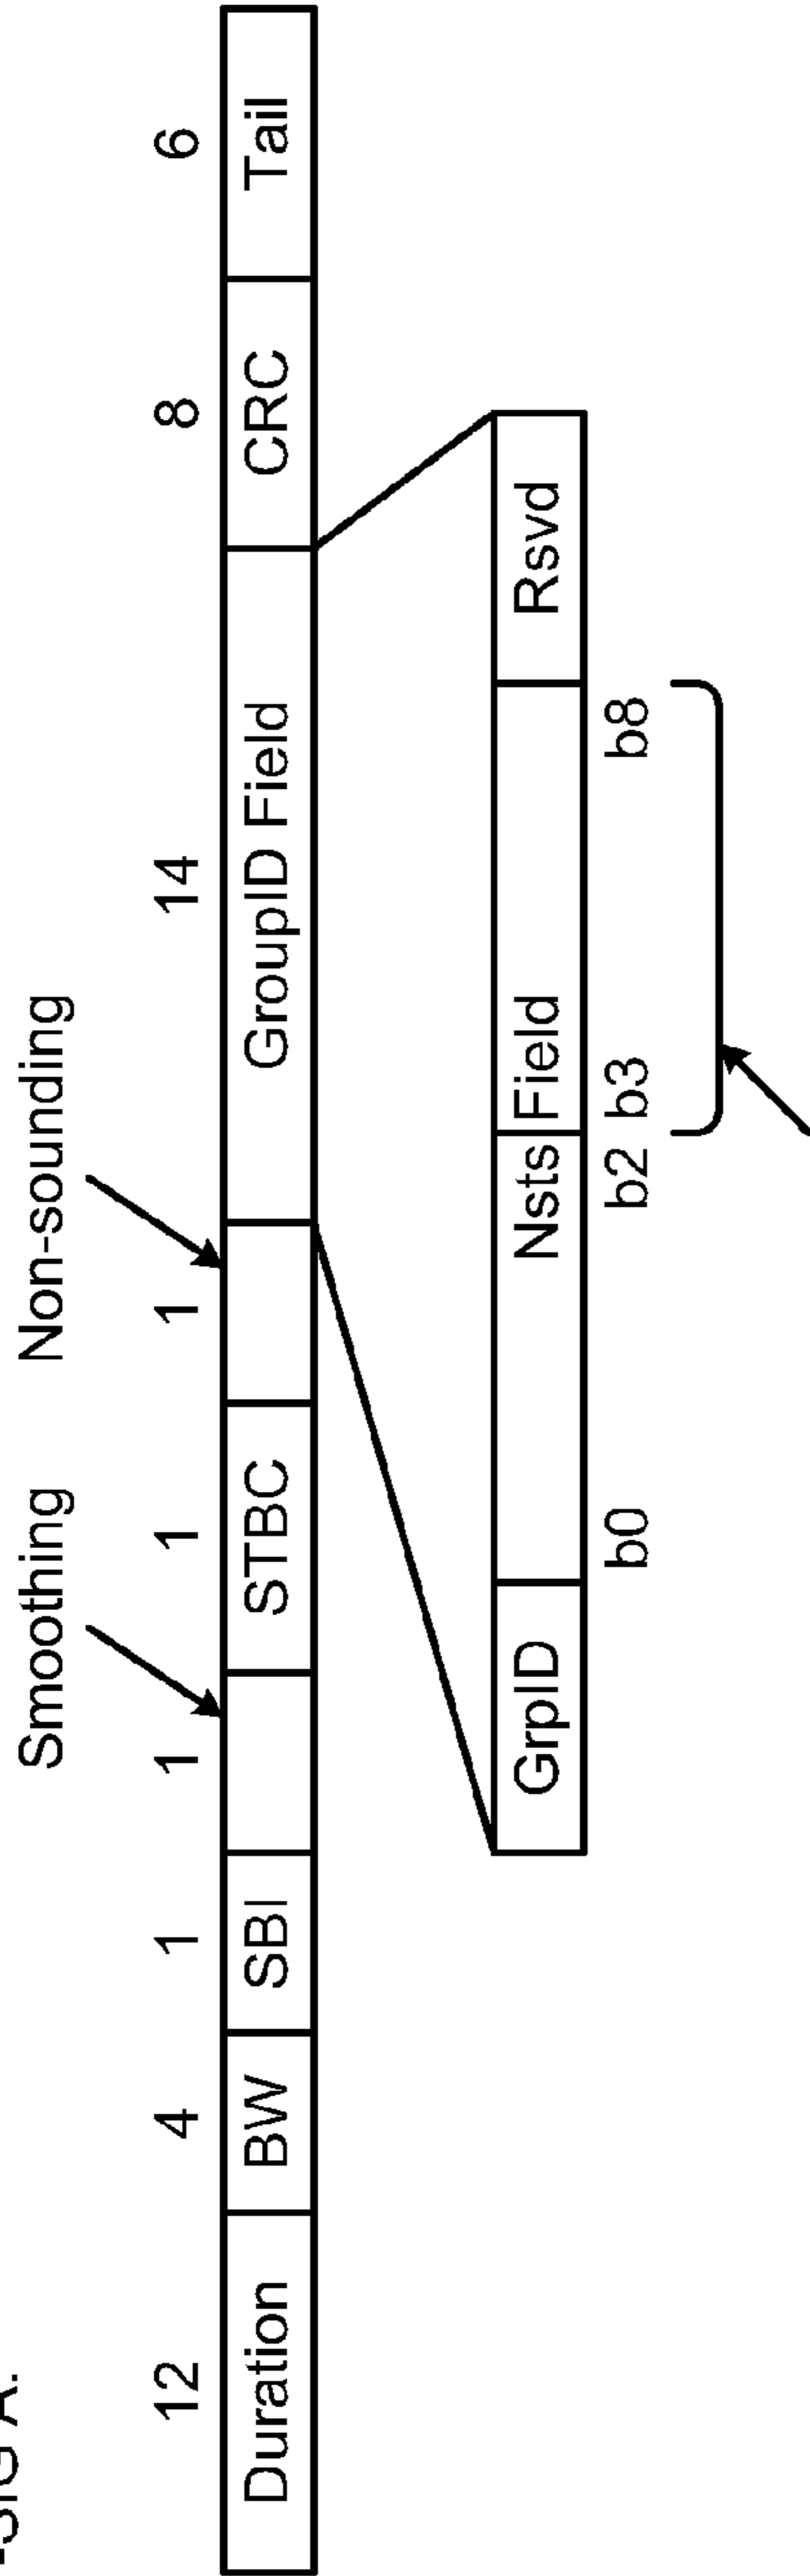 -SIG A:
Smoothing Non-sounding
12 4 1 1 1 1 14 8 6
Duration BW SBI STBC GroupID Field CRC Tail
GrpID Nsts Field Rsvd
b0 b2 b3 b8